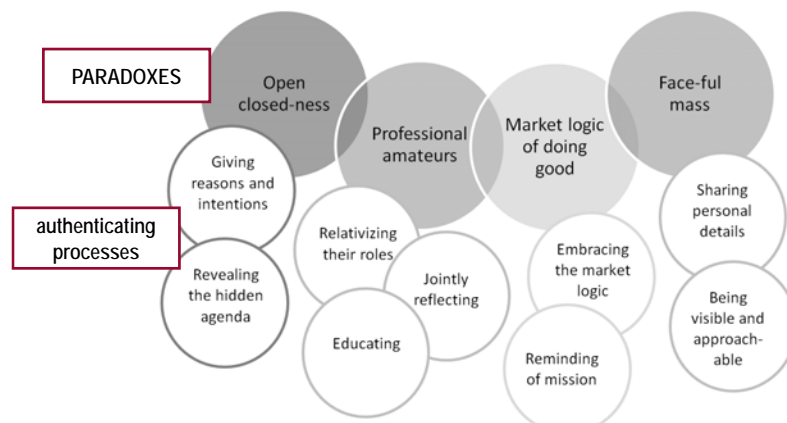 PARADOXES
Open
closed-ness
Professional
amateurs
Market logic
of doing
good
Face-ful
mass
authenticating
processes
Giving
reasons and
intentions
Revealing
the hidden
agenda
Relativizing
their roles
Jointly
reflecting
Educating
Embracing
the market
logic
Reminding
of mission
Sharing
personal
details
Being
visible and
approach-
able